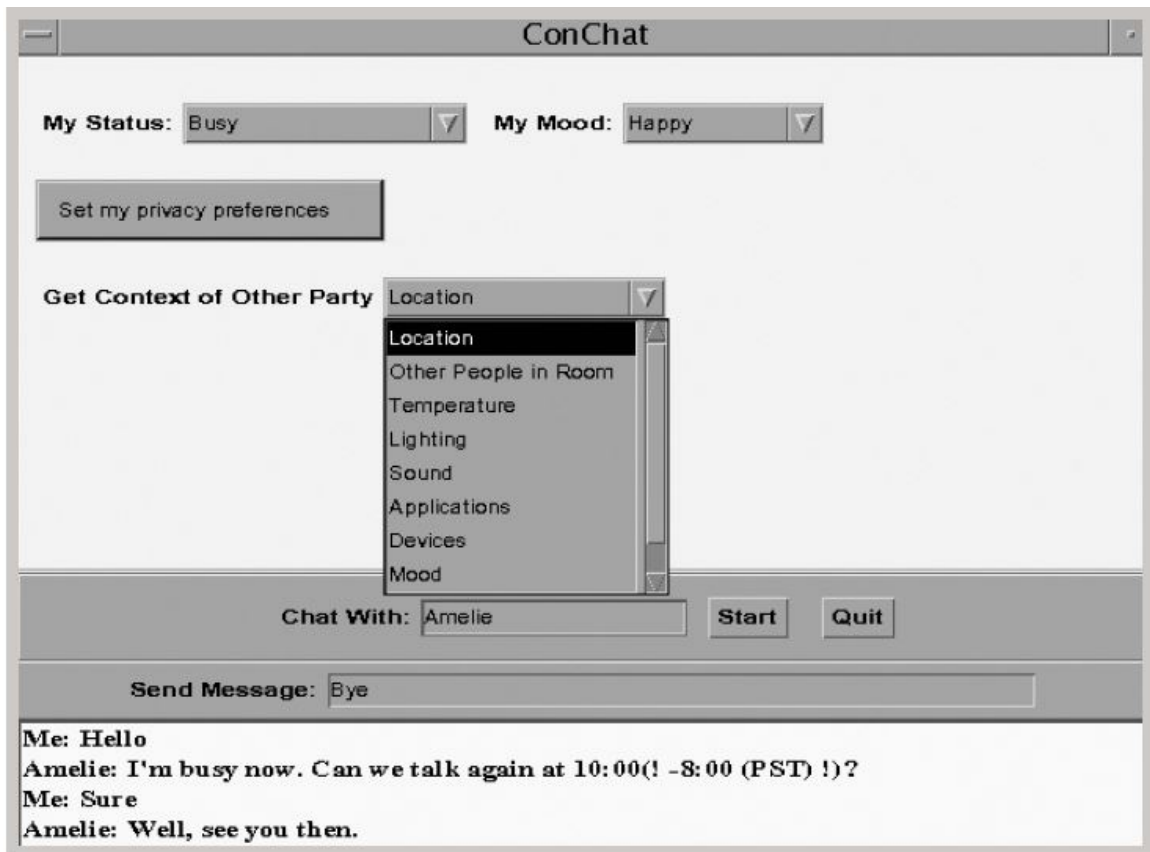 ConChat
My Status: Busy My Mood: Happy
Set my privacy preferences
Get Context of Other Party Location
Location
Other People in Room
Temperature
Lighting
Sound
Applications
Devices
Mood
Chat With: Amelie Start Quit
Send Message: Bye
Me: Hello
Amelie: I'm busy now. Can we talk again at 10:00(! -8:00 (PST) !)?
Me: Sure
Amelie: Well, see you then.